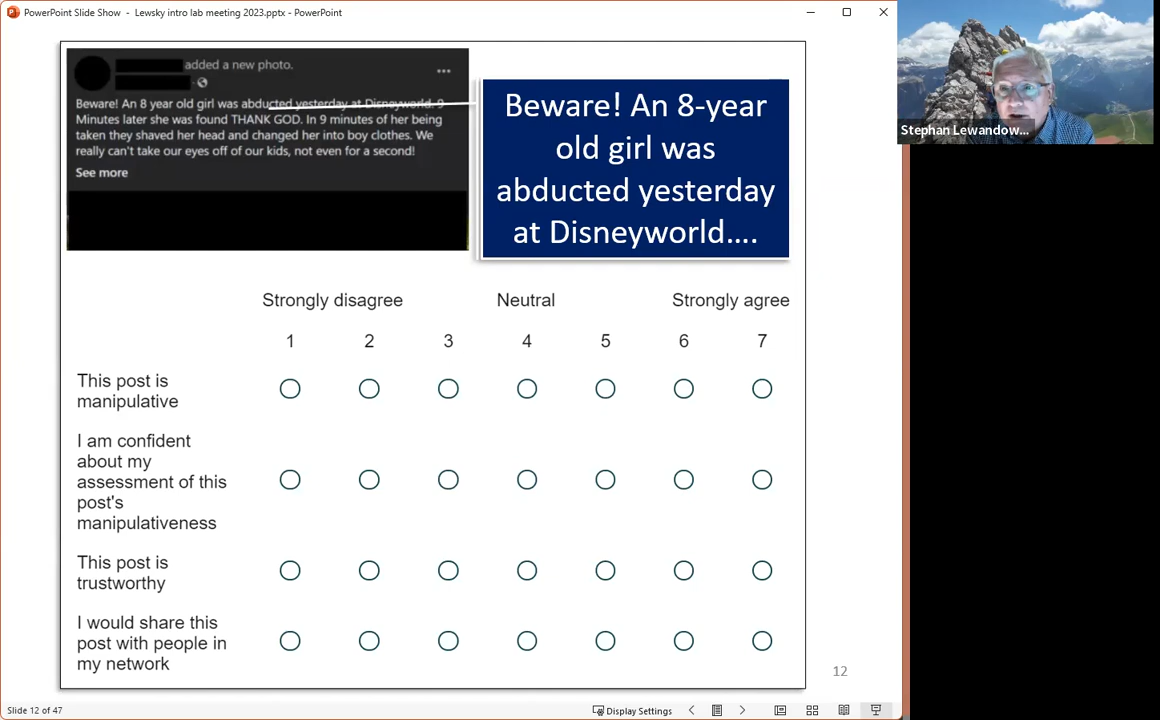 PowerPoint Slide Show - Lewsky intro lab meeting 2023.pptx - PowerPoint
added a new photo.
Beware! An 8 year old girl was abducted yesterday at Disneyworld. 9
Minutes later she was found THANK GOD. In 9 minutes of her being
taken they shaved her head and changed her into boy clothes. We
really can't take our eyes off of our kids, not even for a second!
See more
Beware! An 8-year
old girl was
abducted yesterday
at Disneyworld....
Stephan Lewandow...
Strongly disagree Neutral Strongly agree
1 2 3 4 5 6 7
This post is
manipulative
I am confident
about my
assessment of this
post's
manipulativeness
This post is
trustworthy
I would share this
post with people in
my network
12
Slide 12 of 47
Display Settings